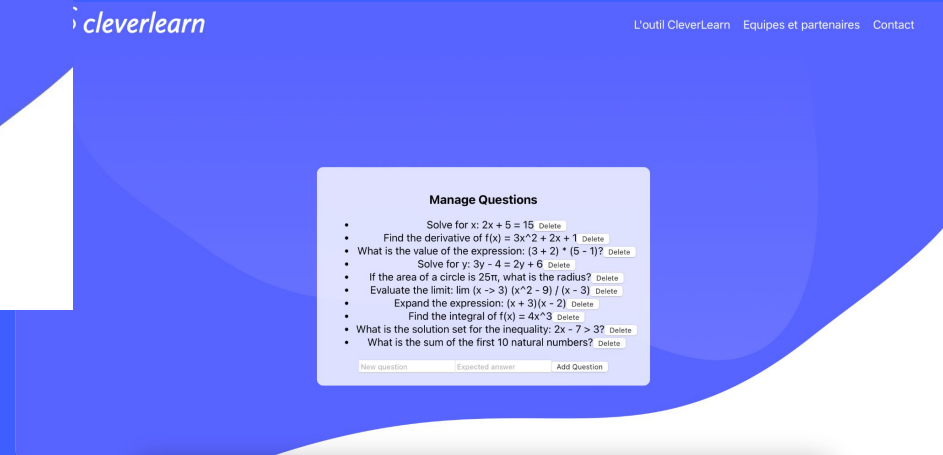 cleverlearn
L'outil CleverLearn Equipes et partenaires Contact
Manage Questions
• Solve for x: 2x + 5 = 15 Delete
• Find the derivative of f(x) = 3x^2 + 2x + 1 Delete
• What is the value of the expression: (3 + 2) * (5 - 1)? Delete
• Solve for y: 3y - 4 = 2y + 6 Delete
• If the area of a circle is 25π, what is the radius? Delete
• Evaluate the limit: lim (x -> 3) (x^2 - 9) / (x - 3) Delete
• Expand the expression: (x + 3)(x - 2) Delete
• Find the integral of f(x) = 4x^3 Delete
• What is the solution set for the inequality: 2x - 7 > 3? Delete
• What is the sum of the first 10 natural numbers? Delete
New question Expected answer Add Question